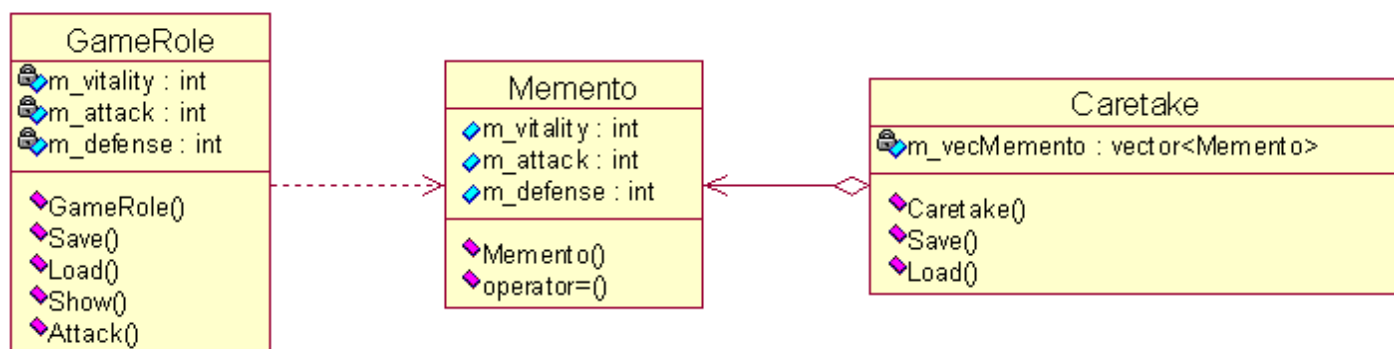 GameRole
m_vitality : int
m_attack : int
m_defense : int
GameRole()
Save()
Load()
Show()
Attack()
Memento
m_vitality : int
m_attack : int
m_defense : int
Memento()
operator=()
Caretake
m_vecMemento : vector<Memento>
Caretake()
Save()
Load()